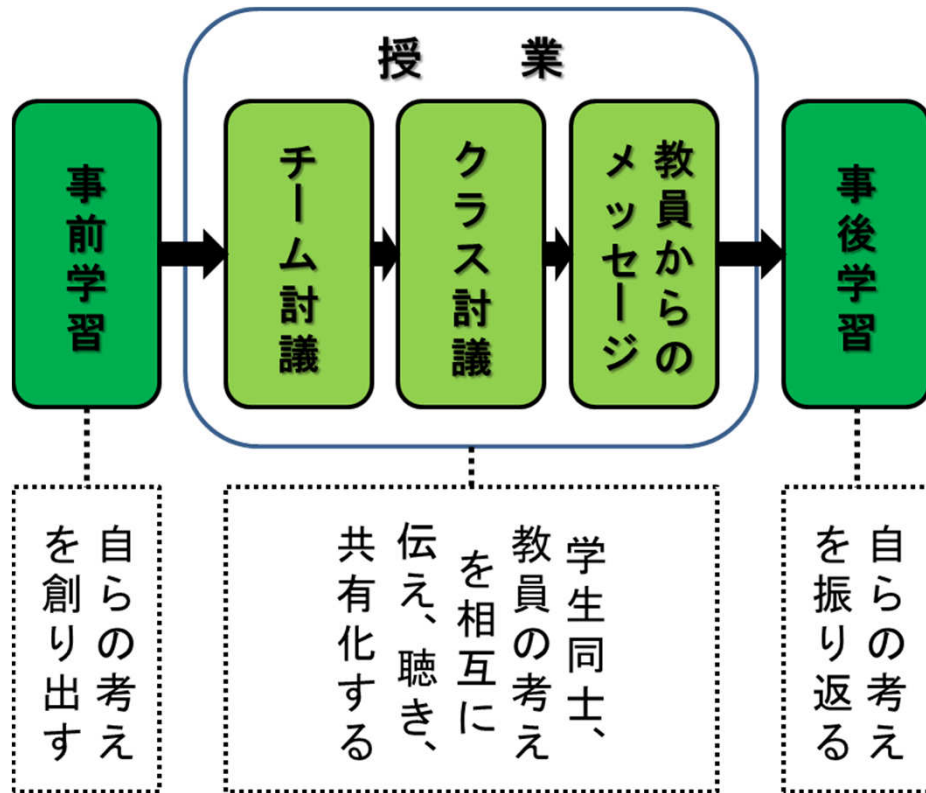 授　業
事前学習
チーム討議
クラス討議
教員からの
メッセージ
事後学習
自らの考え
を創り出す
学生同士、
教員の考え
を相互に
伝え、聴き、
共有化する
自らの考え
を振り返る